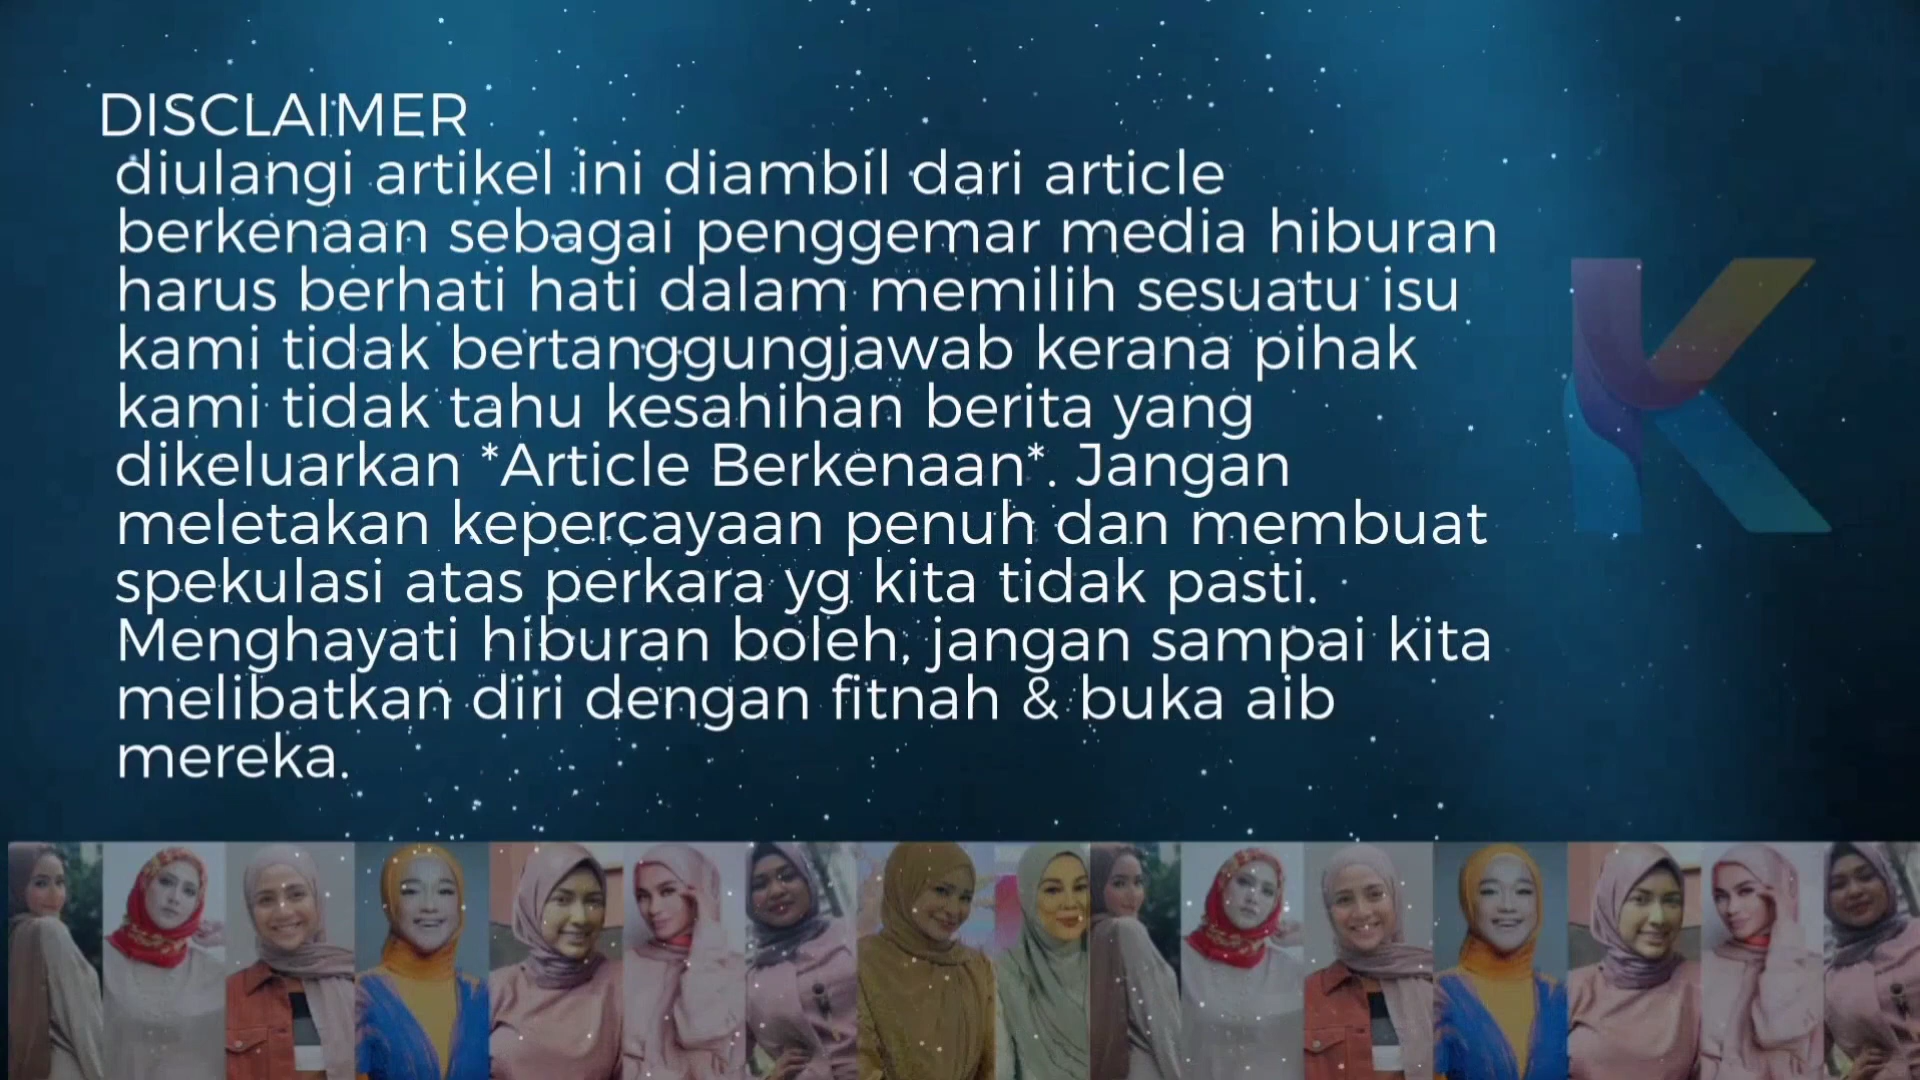 DISCLAIMER
diulangi artikel ini diambil dari article
berkenaan sebagai penggemar media hiburan
harus berhati hati dalam memilih sesuatu isu
kami tidak bertanggungjawab kerana pihak
kami tidak tahu kesahihan berita yang
dikeluarkan *Article Berkenaan*. Jangan
meletakan kepercayaan penuh dan membuat
spekulasi atas perkara yg kita tidak pasti.
Menghayati hiburan boleh, jangan sampai kita
melibatkan diri dengan fitnah & buka aib
mereka.
K